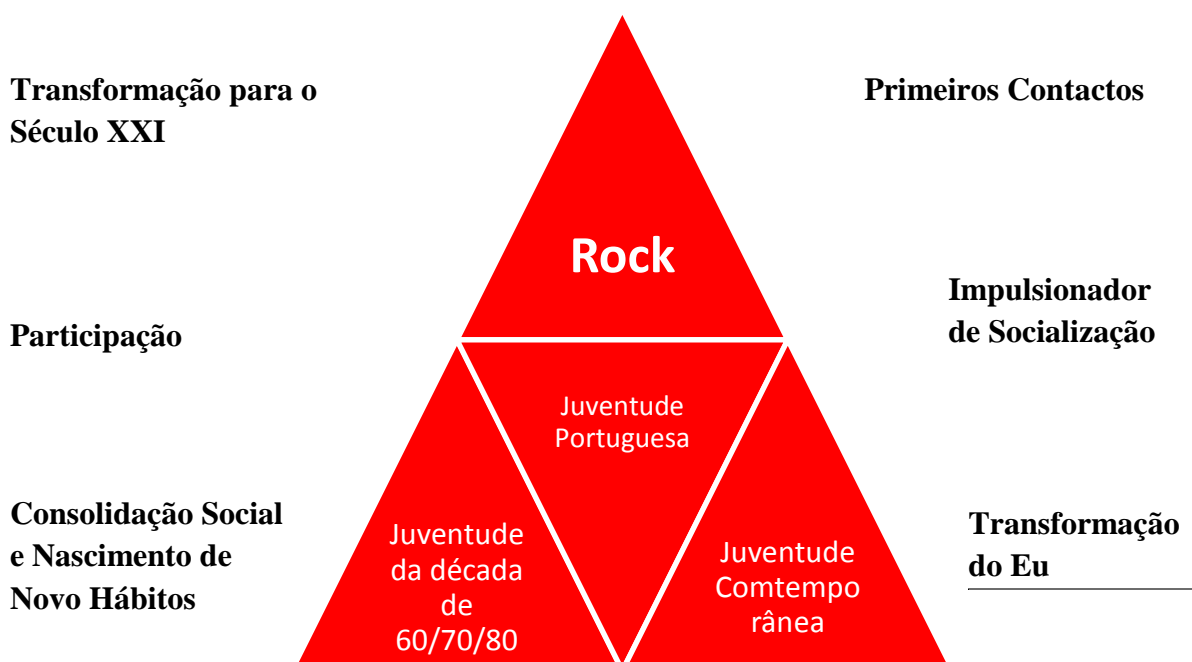 Transformação para o
Século XXI
Primeiros Contactos
Rock
Impulsionador
de Socialização
Participação
Juventude
Portuguesa
Consolidação Social
e Nascimento de
Novo Hábitos
Juventude
da década
de
60/70/80
Juventude
Comtempo
rânea
Transformação
do Eu